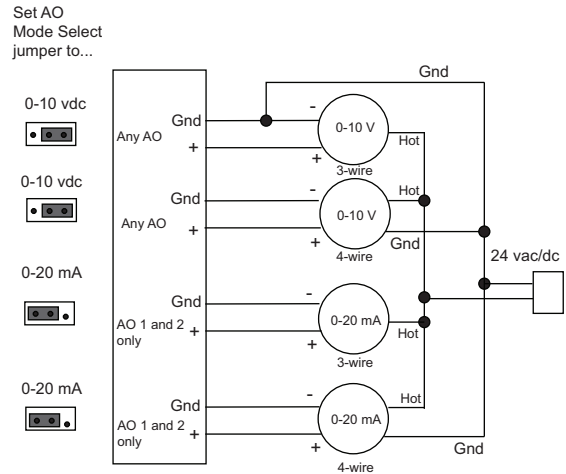 Set AO
Mode Select
jumper to...
Gnd
0-10 vdc
Any AO
Gnd
+
-
+
0-10 V
Hot
3-wire
0-10 vdc
Any AO
Gnd
+
-
+
0-10 V
Hot
Gnd
4-wire
24 vac/dc
0-20 mA
AO 1 and 2
only
Gnd
+
-
+
0-20 mA
Hot
3-wire
0-20 mA
AO 1 and 2
only
Gnd
+
-
+
0-20 mA
Hot
Gnd
4-wire